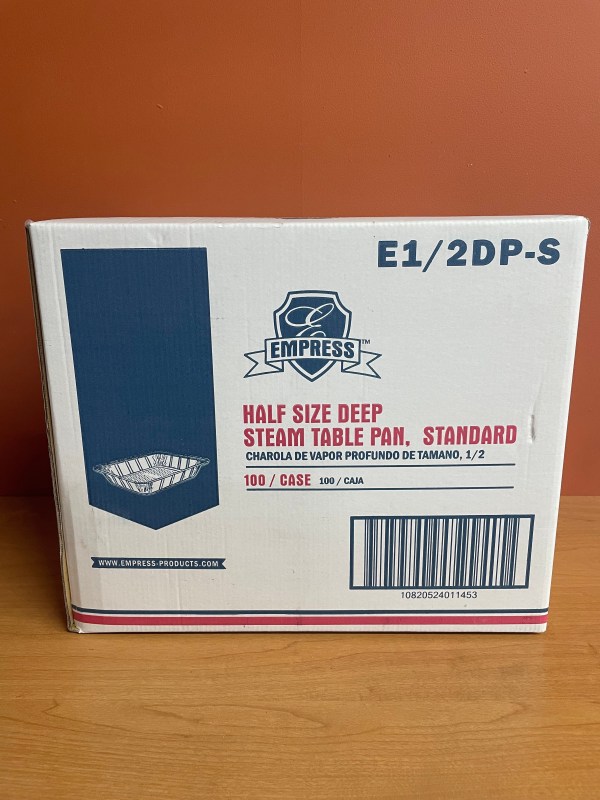 E1/2DP-S
E
EMPRESS™
HALF SIZE DEEP
STEAM TABLE PAN, STANDARD
CHAROLA DE VAPOR PROFUNDO DE TAMANO, 1/2
100 / CASE 100 / CAJA
WWW.EMPRESS-PRODUCTS.COM
10820524011453